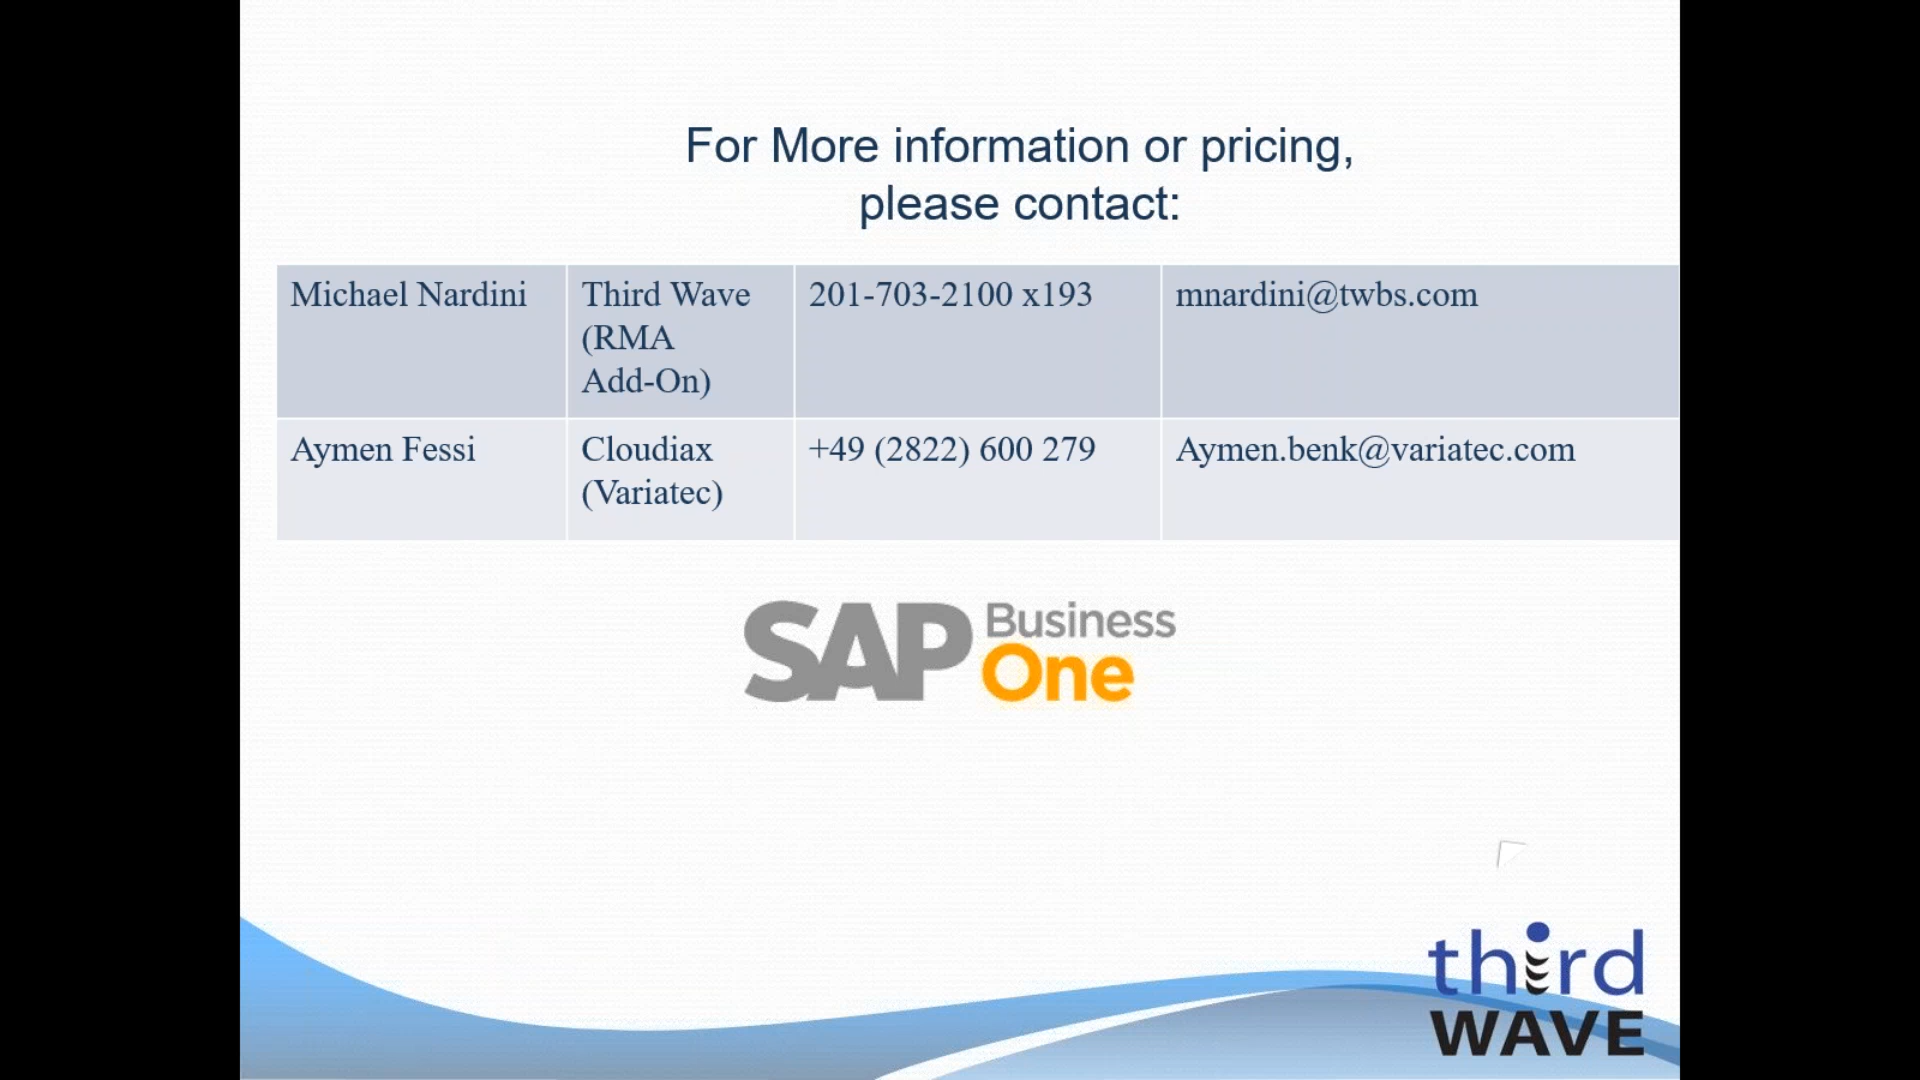 For More information or pricing,
please contact:
Michael Nardini
Third Wave
(RMA
Add-On)
201-703-2100 x193
mnardini@twbs.com
Aymen Fessi
Cloudiax
(Variatec)
+49 (2822) 600 279
Aymen.benk@variatec.com
SAP Business
One
third
WAVE